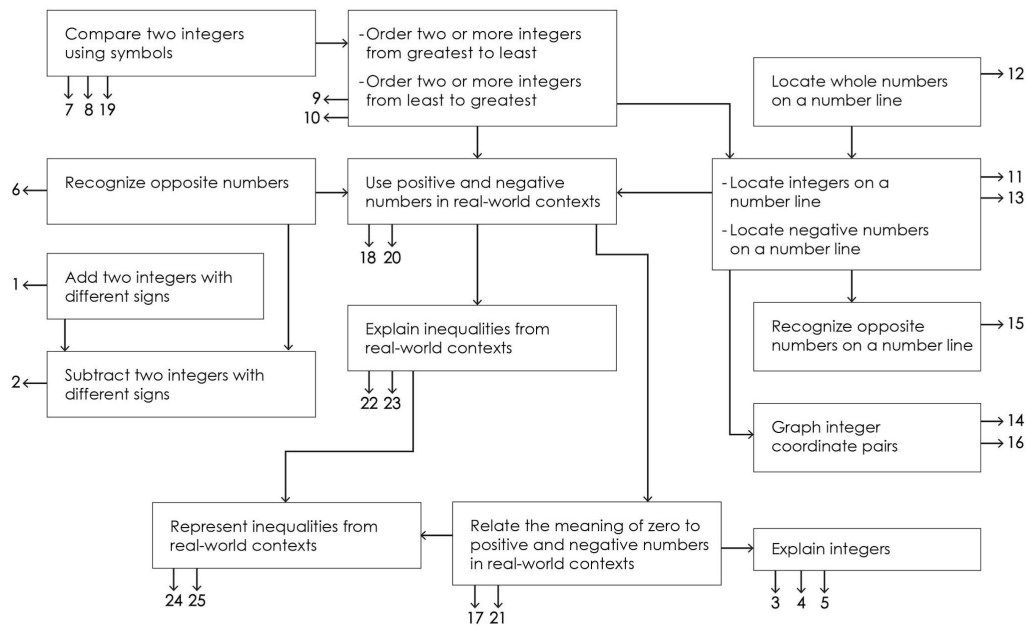 Compare two integers
using symbols
7 8 19
- Order two or more integers
from greatest to least
- Order two or more integers
from least to greatest
9
10
Locate whole numbers
on a number line
12
Recognize opposite numbers
6
Use positive and negative
numbers in real-world contexts
18 20
- Locate integers on a
number line
- Locate negative numbers
on a number line
11
13
Add two integers with
different signs
1
Explain inequalities from
real-world contexts
22 23
Recognize opposite
numbers on a number line
15
Subtract two integers with
different signs
2
Graph integer
coordinate pairs
14
16
Represent inequalities from
real-world contexts
24 25
Relate the meaning of zero to
positive and negative numbers
in real-world contexts
17 21
Explain integers
3 4 5